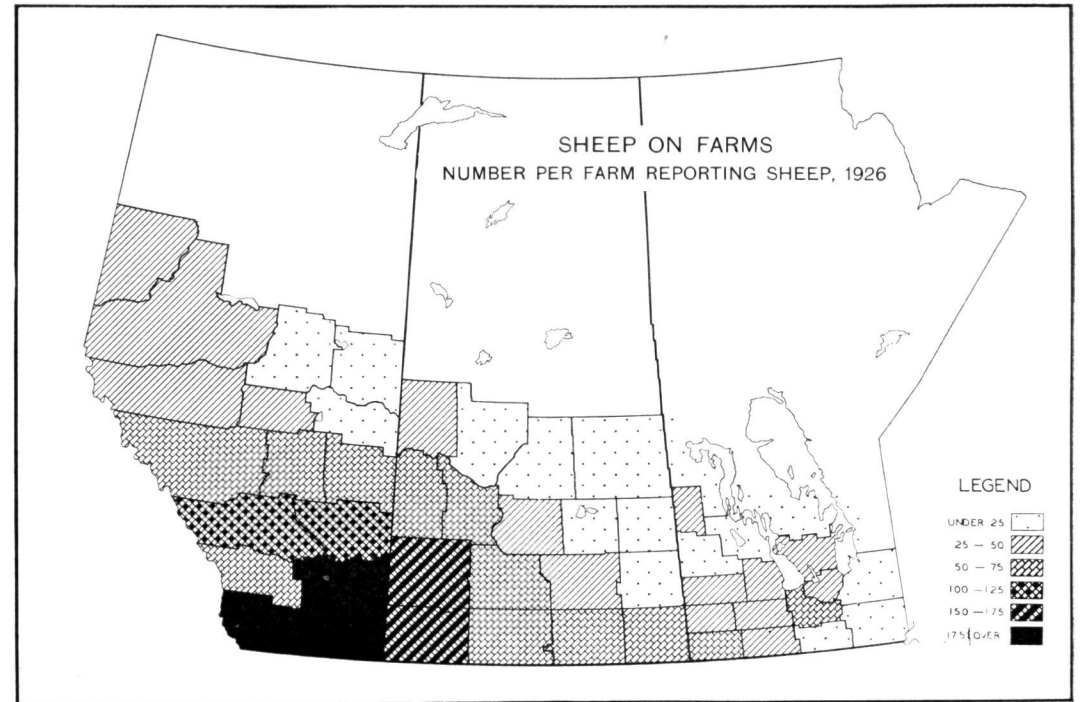 SHEEP ON FARMS
NUMBER PER FARM REPORTING SHEEP, 1926
LEGEND
UNDER 25
25 — 50
50 — 75
100 — 125
150 — 175
175 OVER